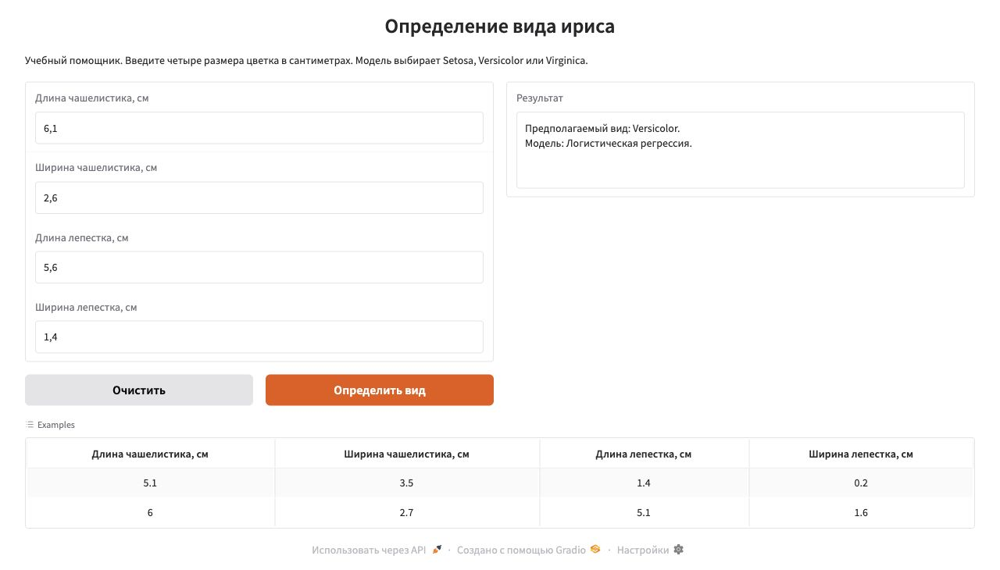 Определение вида ириса
Учебный помощник. Введите четыре размера цветка в сантиметрах. Модель выбирает Setosa, Versicolor или Virginica.
Длина чашелистика, см
6,1
Ширина чашелистика, см
2,6
Длина лепестка, см
5,6
Ширина лепестка, см
1,4
Очистить
Определить вид
Результат
Предполагаемый вид: Versicolor.
Модель: Логистическая регрессия.
Examples
Длина чашелистика, см Ширина чашелистика, см Длина лепестка, см Ширина лепестка, см
5.1 3.5 1.4 0.2
6 2.7 5.1 1.6
Использовать через API · Создано с помощью Gradio · Настройки